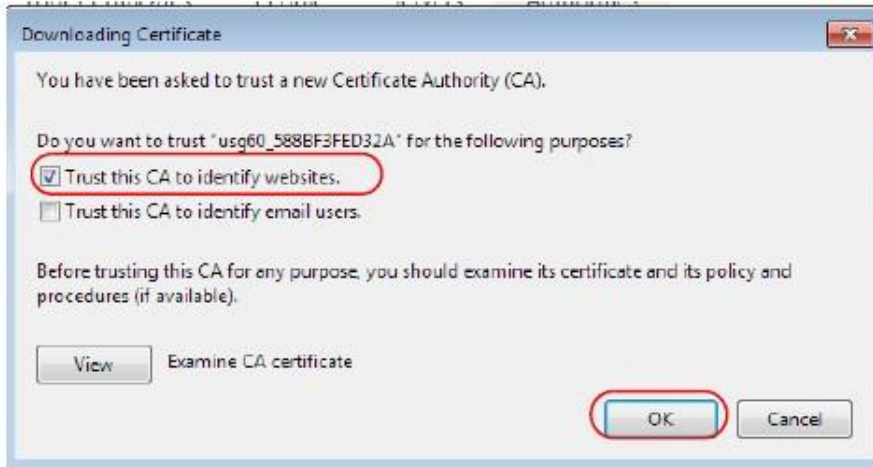 Downloading Certificate
You have been asked to trust a new Certificate Authority (CA).
Do you want to trust "usg60_588BF3FED32A" for the following purposes?
Trust this CA to identify websites.
Trust this CA to identify email users.
Before trusting this CA for any purpose, you should examine its certificate and its policy and
procedures (if available).
View Examine CA certificate
OK Cancel